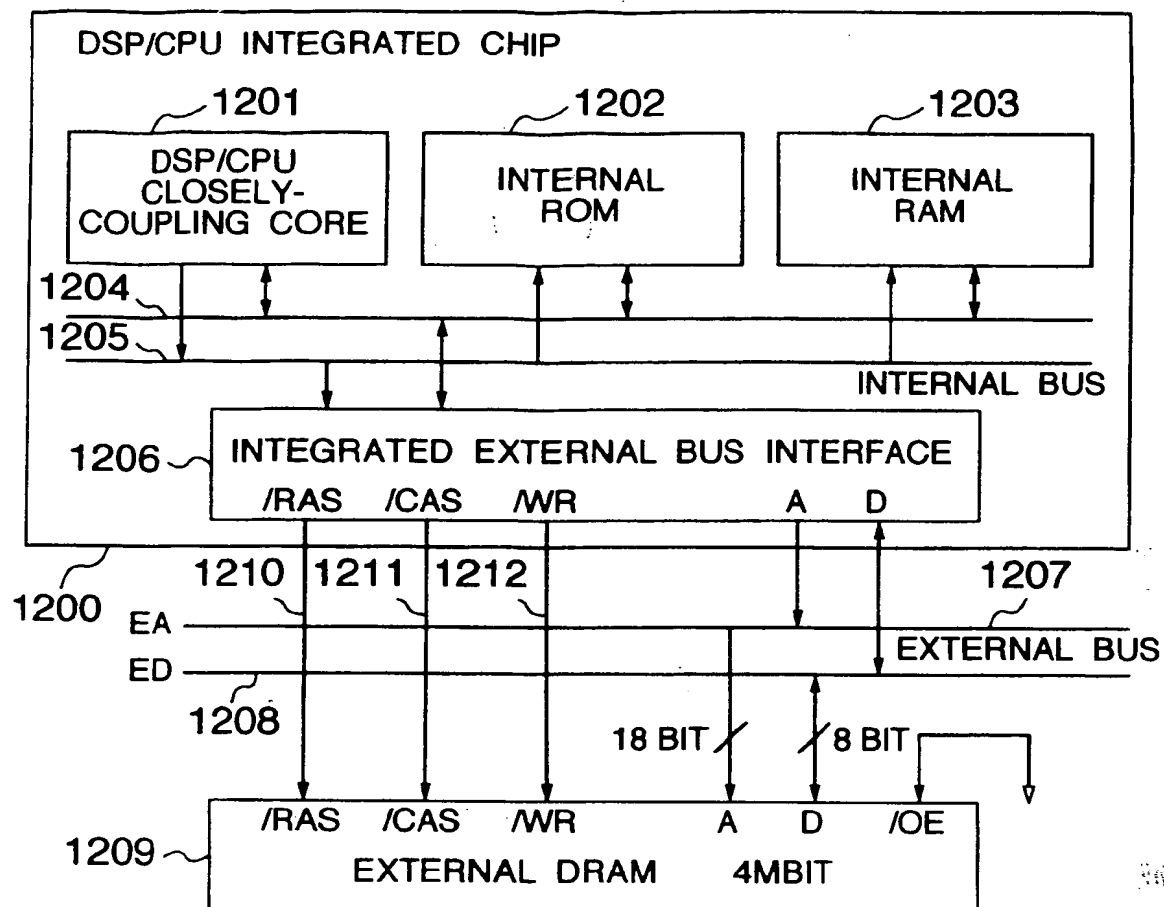 DSP/CPU INTEGRATED CHIP
1201
1202
1203
DSP/CPU
CLOSELY-
COUPLING CORE
INTERNAL
ROM
INTERNAL
RAM
1204
1205
INTERNAL BUS
1206
INTEGRATED EXTERNAL BUS INTERFACE
/RAS /CAS /WR A D
1200
1210
1211
1212
1207
EA
EXTERNAL BUS
ED
1208
18 BIT
8 BIT
/RAS /CAS /WR A D /OE
1209
EXTERNAL DRAM 4MBIT